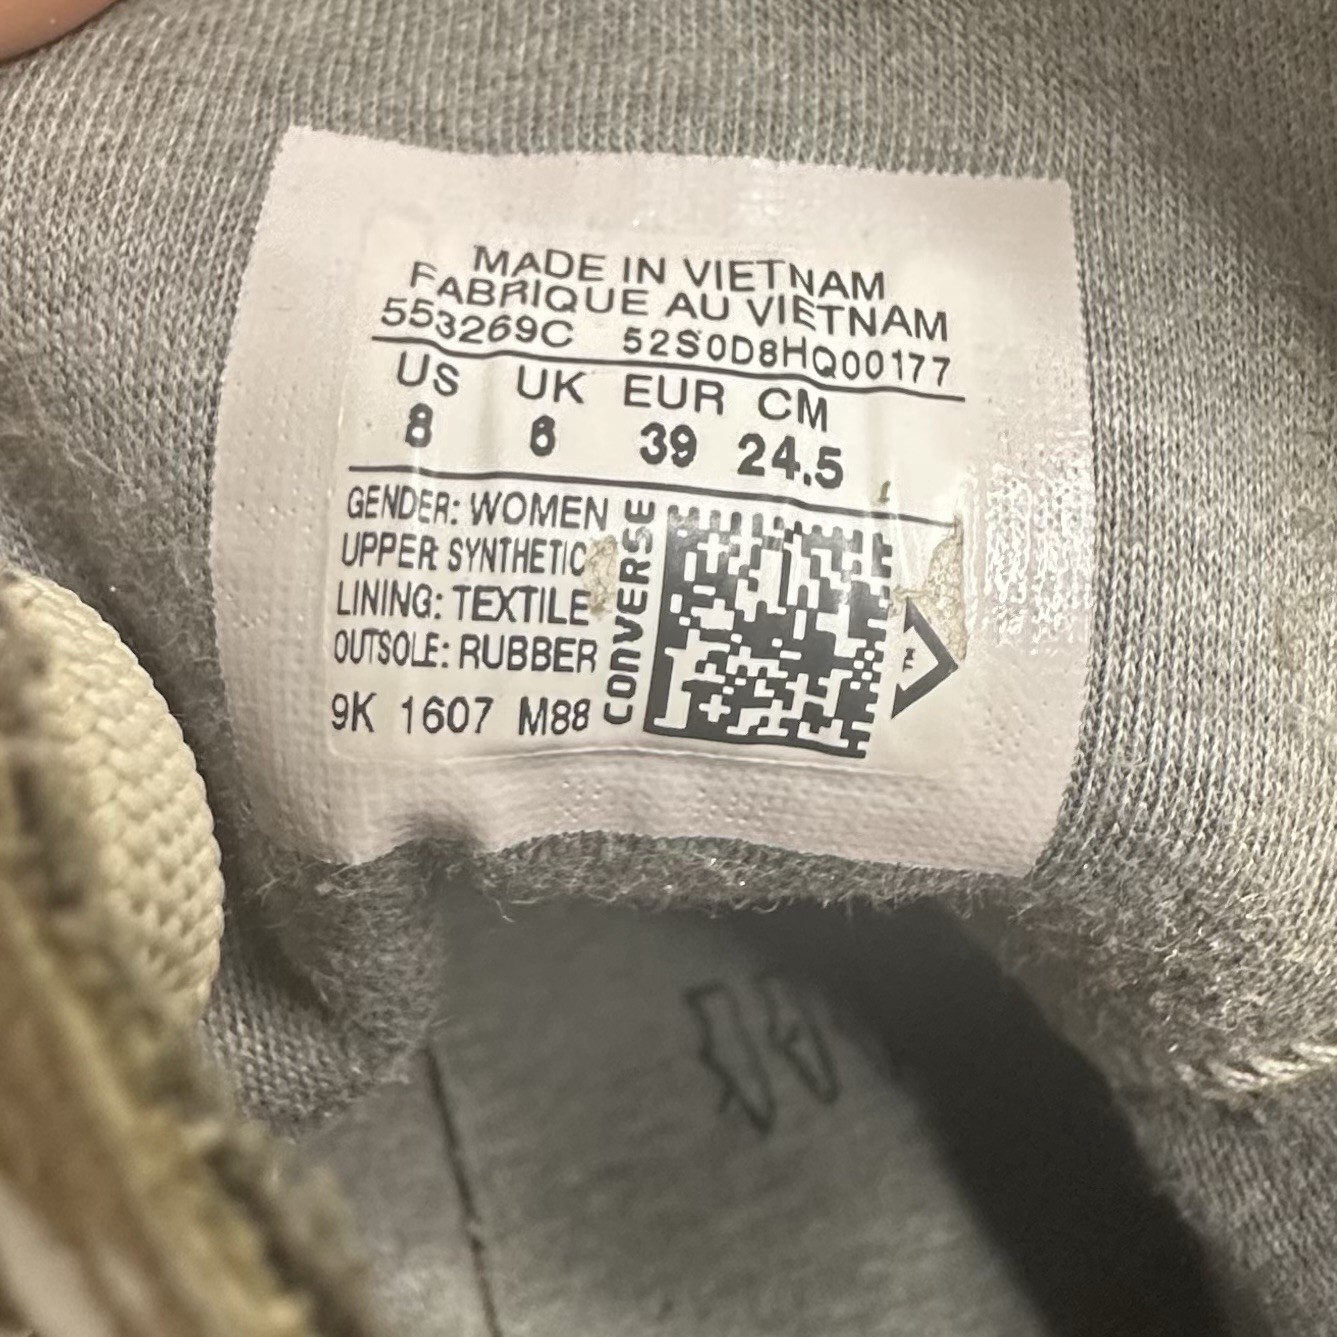 MADE IN VIETNAM
FABRIQUE AU VIETNAM
553269C 52S0D8HQ00177
US UK EUR CM
8 6 39 24.5
GENDER: WOMEN
UPPER SYNTHETIC
LINING: TEXTILE
OUTSOLE: RUBBER
9K 1607 M88
CONVERSE